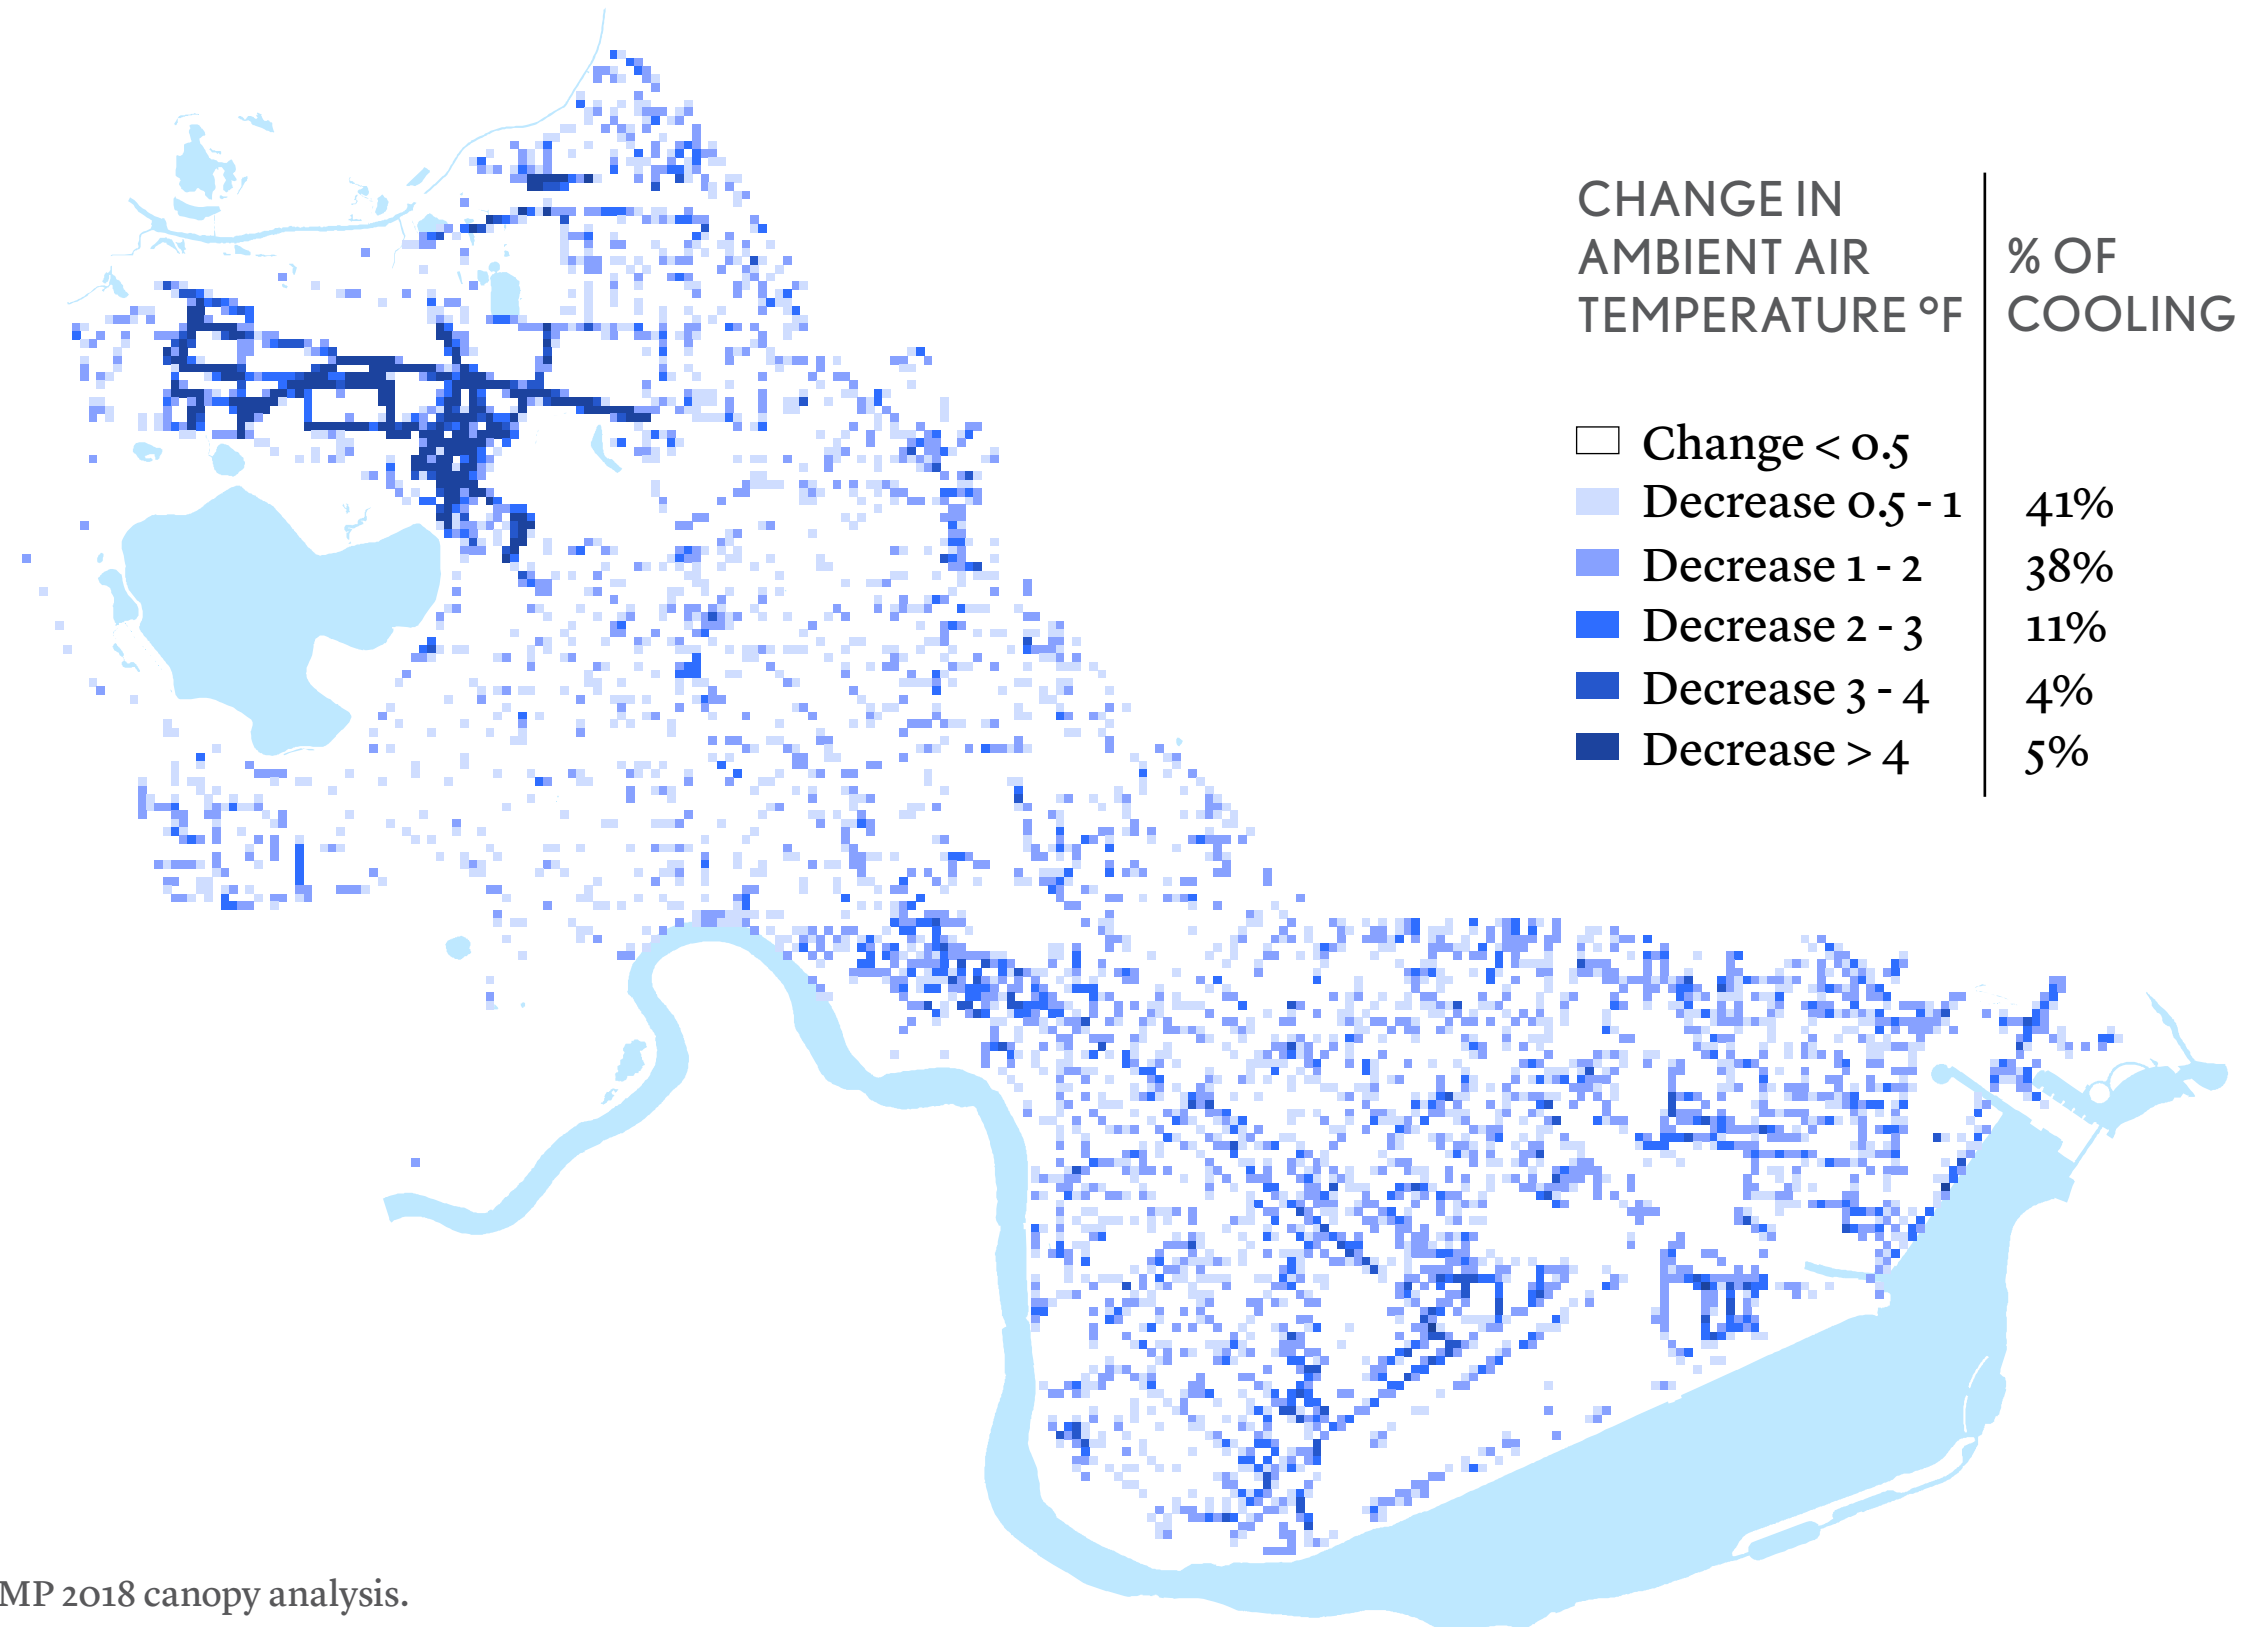 CHANGE IN
AMBIENT AIR
TEMPERATURE °F
% OF
COOLING
Change < 0.5
Decrease 0.5 - 1 41%
Decrease 1 - 2 38%
Decrease 2 - 3 11%
Decrease 3 - 4 4%
Decrease > 4 5%
MP 2018 canopy analysis.